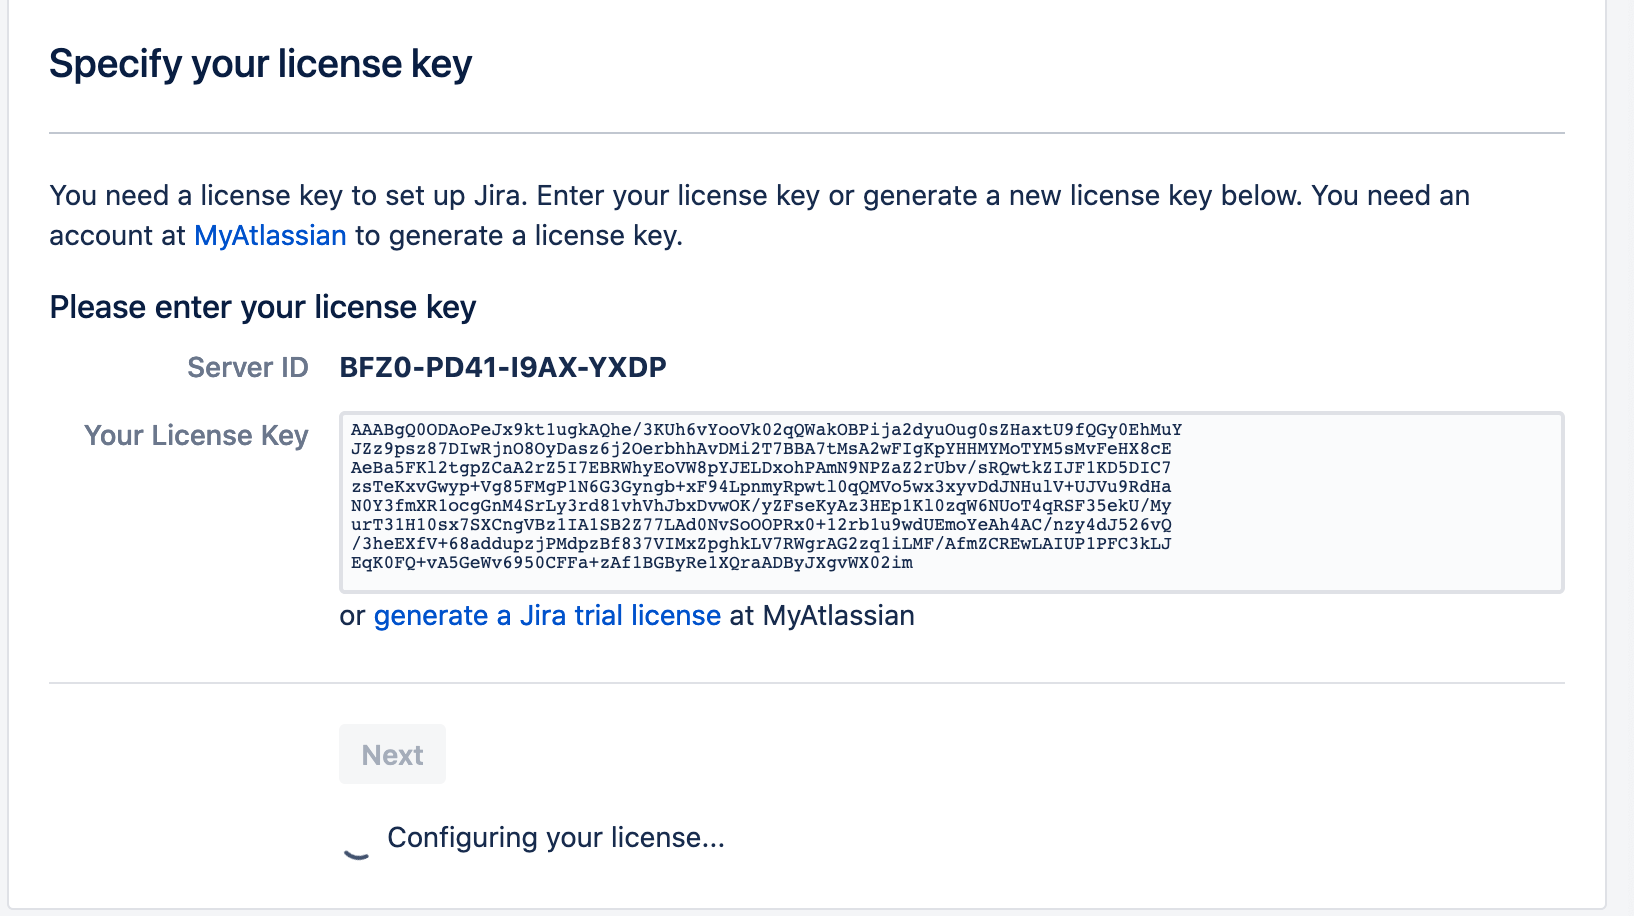 Specify your license key
You need a license key to set up Jira. Enter your license key or generate a new license key below. You need an
account at MyAtlassian to generate a license key.
Please enter your license key
Server ID BFZ0-PD41-I9AX-YXDP
Your License Key
AAABgQ0ODAoPeJx9kt1ugkAQhe/3KUh6vYooVk02qQWakOBPija2dyuOug0sZHaxtU9fQGy0EhMuY
JZz9psz87DIwRjnO8OyDasz6j2OerbhhAvDMi2T7BBA7tMsA2wFIgKpYHHMYMoTYM5sMvFeHX8cE
AeBa5FKl2tgpZCaA2rZ5I7EBRWhyEoVW8pYJELDxohPAmN9NPZaZ2rUbv/sRQwtkZIJF1KD5DIC7
zsTeKxvGwyp+Vg85FMgP1N6G3Gyngb+xF94LpnmyRpwtl0qQMVo5wx3xyvDdJNHulV+UJVu9RdHa
N0Y3fmXR1ocgGnM4SrLy3rd81vhVhJbxDvwOK/yZFseKyAz3HEp1Kl0zqW6NUoT4qRSF35ekU/My
urT31H10sx7SXCngVBz1IA1SB2Z77LAd0NvSoOOPRx0+12rb1u9wdUEmoYeAh4AC/nzy4dJ526vQ
/3heEXfV+68addupzjPMdpzBf837VIMxZpghkLV7RWgrAG2zq1iLMF/AfmZCREwLAIUP1PFC3kLJ
EqK0FQ+vA5GeWv6950CFFa+zAf1BGByRe1XQraADByJXgvWX02im
or generate a Jira trial license at MyAtlassian
Next
Configuring your license...